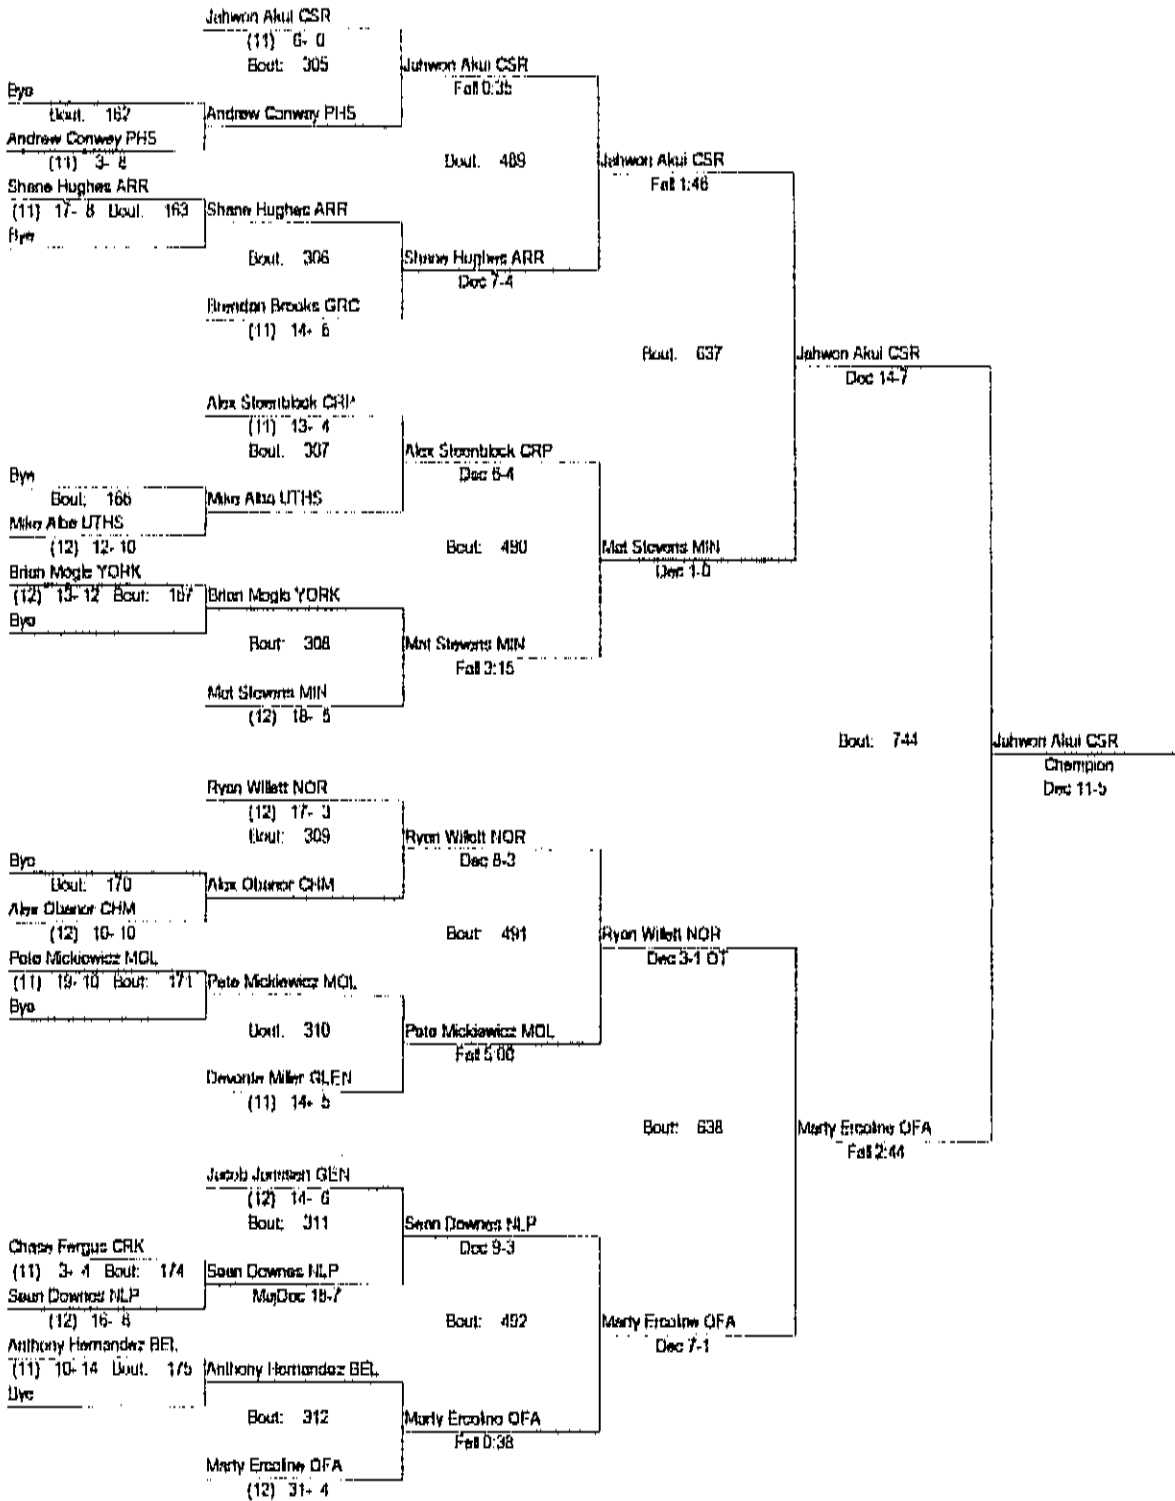 Jahwon Akui CSR
(11) 6- 0
Bout: 305
Jahwon Akui CSR
Fall 0:35
Bye
Bout: 162
Andrew Conway PHS
Andrew Conway PHS
(11) 3- 8
Bout: 489
Jahwon Akui CSR
Fall 1:46
Shane Hughes ARR
(11) 17- 8 Bout: 163
Shane Hughes ARR
Bye
Bout: 306
Shane Hughes ARR
Dec 7-4
Brendan Brooks GRC
(11) 14- 6
Bout: 637
Jahwon Akui CSR
Dec 14-7
Alex Steenblock CRP
(11) 13- 4
Bout: 307
Alex Steenblock CRP
Dec 6-4
Bye
Bout: 166
Mike Albe UTHS
Mike Albe UTHS
(12) 12- 10
Bout: 490
Mat Stevens MIN
Dec 1-0
Brian Mogle YORK
(12) 13- 12 Bout: 167
Brian Mogle YORK
Bye
Bout: 308
Mat Stevens MIN
Fall 3:15
Mat Stevens MIN
(12) 18- 5
Bout: 744
Jahwon Akui CSR
Champion
Dec 11-5
Ryan Willett NOR
(12) 17- 3
Bout: 309
Ryan Willett NOR
Dec 8-3
Bye
Bout: 170
Alex Obanor CHM
Alex Obanor CHM
(12) 10- 10
Bout: 491
Ryan Willett NOR
Dec 3-1 OT
Pete Mickiewicz MOL
(11) 19- 10 Bout: 171
Pete Mickiewicz MOL
Bye
Bout: 310
Pete Mickiewicz MOL
Fall 5:00
Devonte Miller GLEN
(11) 14- 5
Bout: 638
Marty Ercoline OFA
Fall 2:44
Jacob GEN
(12) 14- 6
Bout: 311
Sean Downes NLP
Dec 9-3
Chase Fergus CRK
(11) 3- 4 Bout: 174
Sean Downes NLP
MajDec 18-7
Sean Downes NLP
(12) 16- 8
Bout: 492
Marty Ercoline OFA
Dec 7-1
Anthony Hernandez BEL
(11) 10- 14 Bout: 175
Anthony Hernandez BEL
Bye
Bout: 312
Marty Ercoline OFA
Fall 0:38
Marty Ercoline OFA
(12) 31- 4